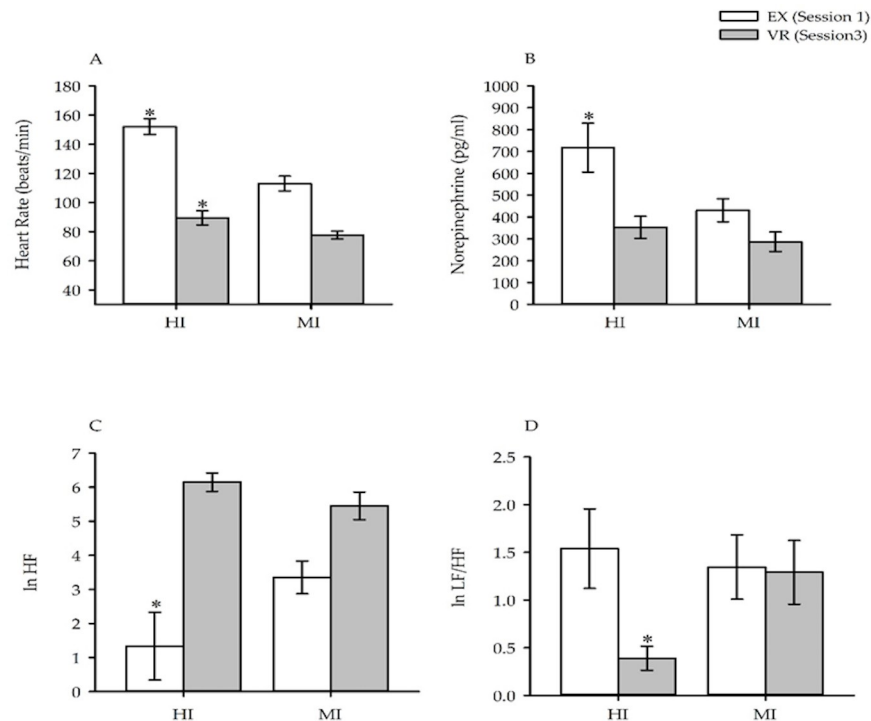 EX (Session 1)
VR (Session3)
A
Heart Rate (beats/min)
180
160
140
120
100
80
60
40
*
*
HI
MI
B
Norepinephrine (pg/ml)
1000
900
800
700
600
500
400
300
200
100
0
*
HI
MI
C
ln HF
7
6
5
4
3
2
1
0
*
HI
MI
D
ln LF/HF
2.5
2.0
1.5
1.0
0.5
0.0
*
HI
MI